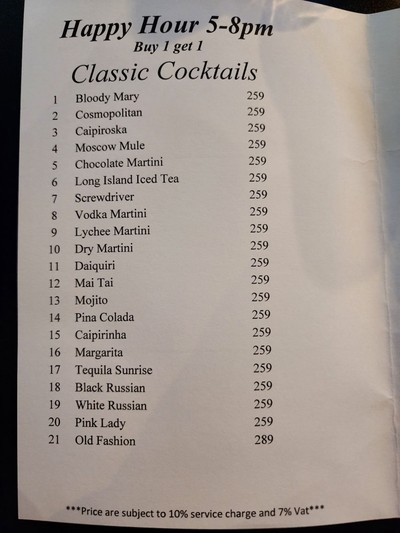 Happy Hour 5-8pm
Buy 1 get 1
Classic Cocktails
1 Bloody Mary 259
2 Cosmopolitan 259
3 Caipiroska 259
4 Moscow Mule 259
5 Chocolate Martini 259
6 Long Island Iced Tea 259
7 Screwdriver 259
8 Vodka Martini 259
9 Lychee Martini 259
10 Dry Martini 259
11 Daiquiri 259
12 Mai Tai 259
13 Mojito 259
14 Pina Colada 259
15 Caipirinha 259
16 Margarita 259
17 Tequila Sunrise 259
18 Black Russian 259
19 White Russian 259
20 Pink Lady 259
21 Old Fashion 289
***Price are subject to 10% service charge and 7% Vat***